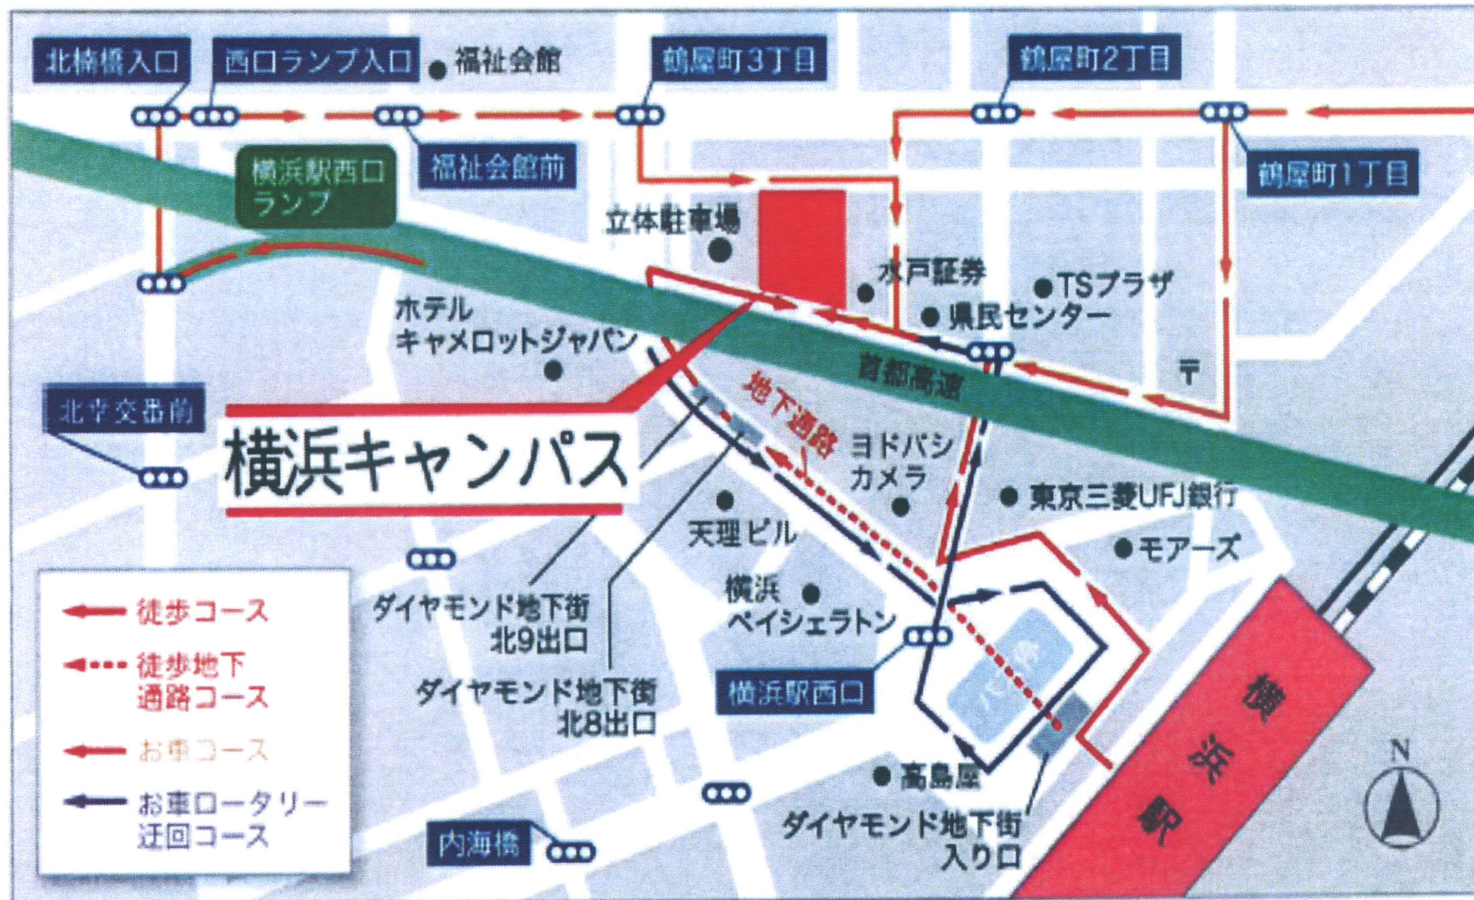 北楠橋入口
西口ランプ入口
福祉会館
鶴屋町3丁目
鶴屋町2丁目
福祉会館前
鶴屋町1丁目
横浜駅西口
ランプ
立体駐車場
水戸証券
TSプラザ
県民センター
ホテル
キャメロットジャパン
首都高速
〒
北幸交番前
地下通路
ヨドバシ
カメラ
横浜キャンパス
東京三菱UFJ銀行
天理ビル
モアーズ
ダイヤモンド地下街
北9出口
横浜
ベイシェラトン
ダイヤモンド地下街
北8出口
横浜駅西口
バス停
横浜駅
高島屋
ダイヤモンド地下街
入り口
内海橋
N
徒歩コース
徒歩地下
通路コース
お車コース
お車ロータリー
迂回コース